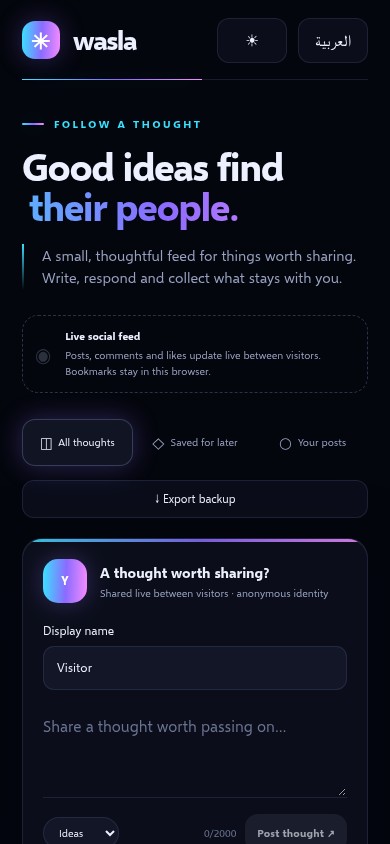 wasla
العربية
FOLLOW A THOUGHT
Good ideas find
their people.
A small, thoughtful feed for things worth sharing.
Write, respond and collect what stays with you.
Live social feed
Posts, comments and likes update live between visitors.
Bookmarks stay in this browser.
All thoughts
Saved for later
Your posts
↓ Export backup
Y
A thought worth sharing?
Shared live between visitors · anonymous identity
Display name
Visitor
Share a thought worth passing on...
Ideas
0/2000
Post thought ↗